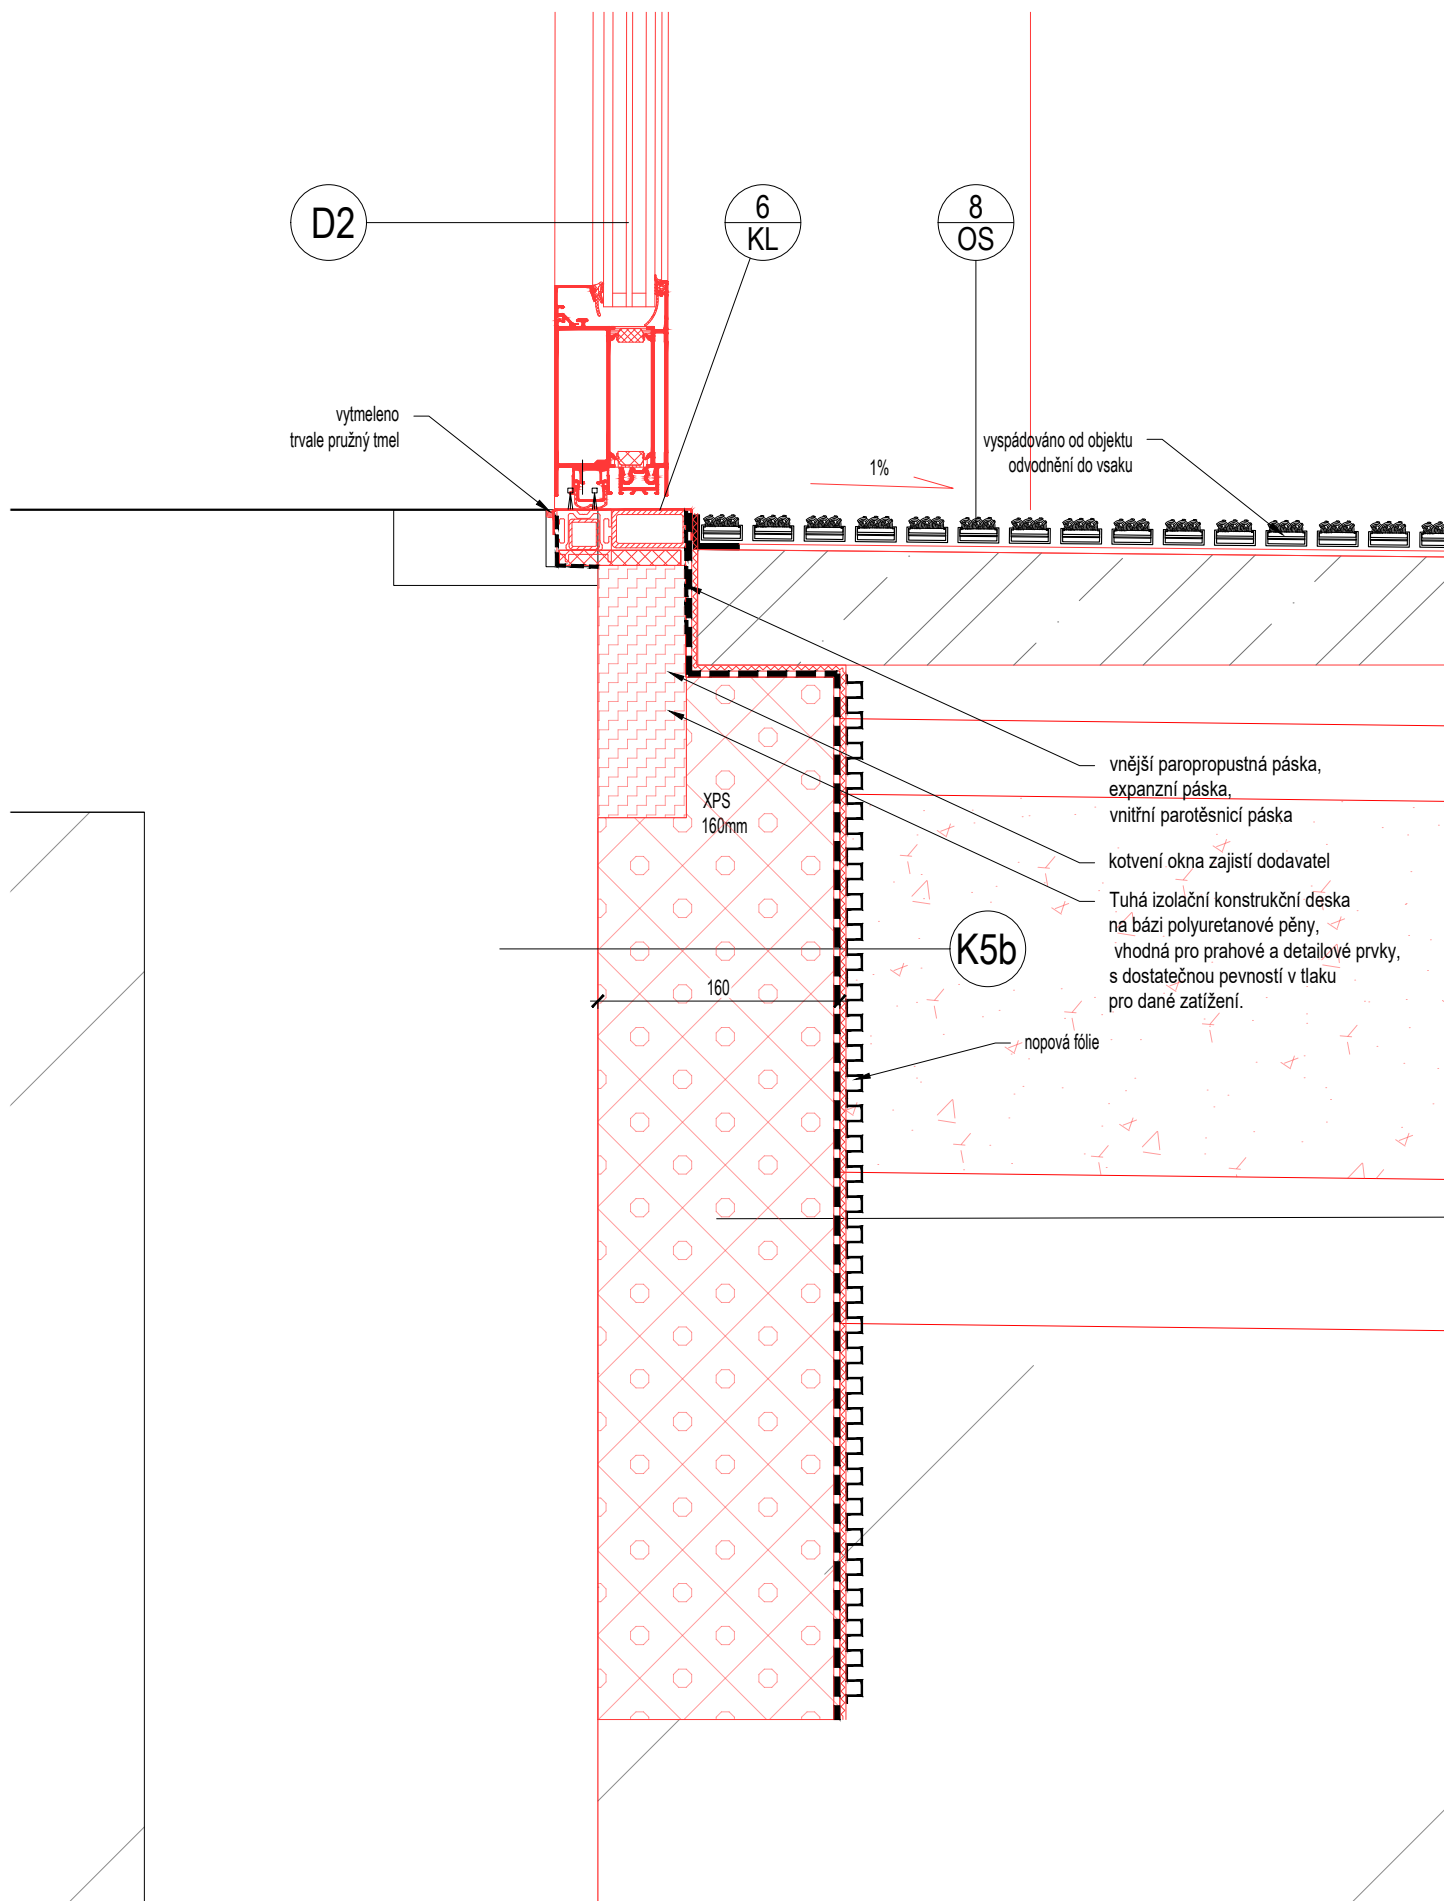 D2
6
KL
8
OS
vytmeleno
trvale pružný tmel
vyspádováno od objektu
odvodnění do vsaku
1%
vnější paropropustná páska,
expanzní páska,
vnitřní parotěsnicí páska
XPS
160mm
kotvení okna zajistí dodavatel
Tuhá izolační konstrukční deska
na bázi polyuretanové pěny,
vhodná pro prahové a detailové prvky,
s dostatečnou pevností v tlaku
pro dané zatížení.
K5b
160
nopová fólie